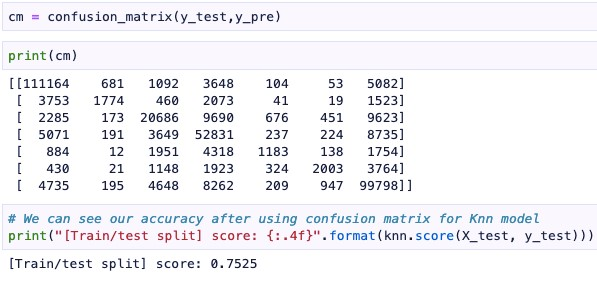 cm = confusion_matrix(y_test,y_pre)
print(cm)
[[111164 681 1092 3648 104 53 5082]
[ 3753 1774 460 2073 41 19 1523]
[ 2285 173 20686 9690 676 451 9623]
[ 5071 191 3649 52831 237 224 8735]
[ 884 12 1951 4318 1183 138 1754]
[ 430 21 1148 1923 324 2003 3764]
[ 4735 195 4648 8262 209 947 99798]]
# We can see our accuracy after using confusion matrix for Knn model
print("[Train/test split] score: {:.4f}".format(knn.score(X_test, y_test)))
[Train/test split] score: 0.7525